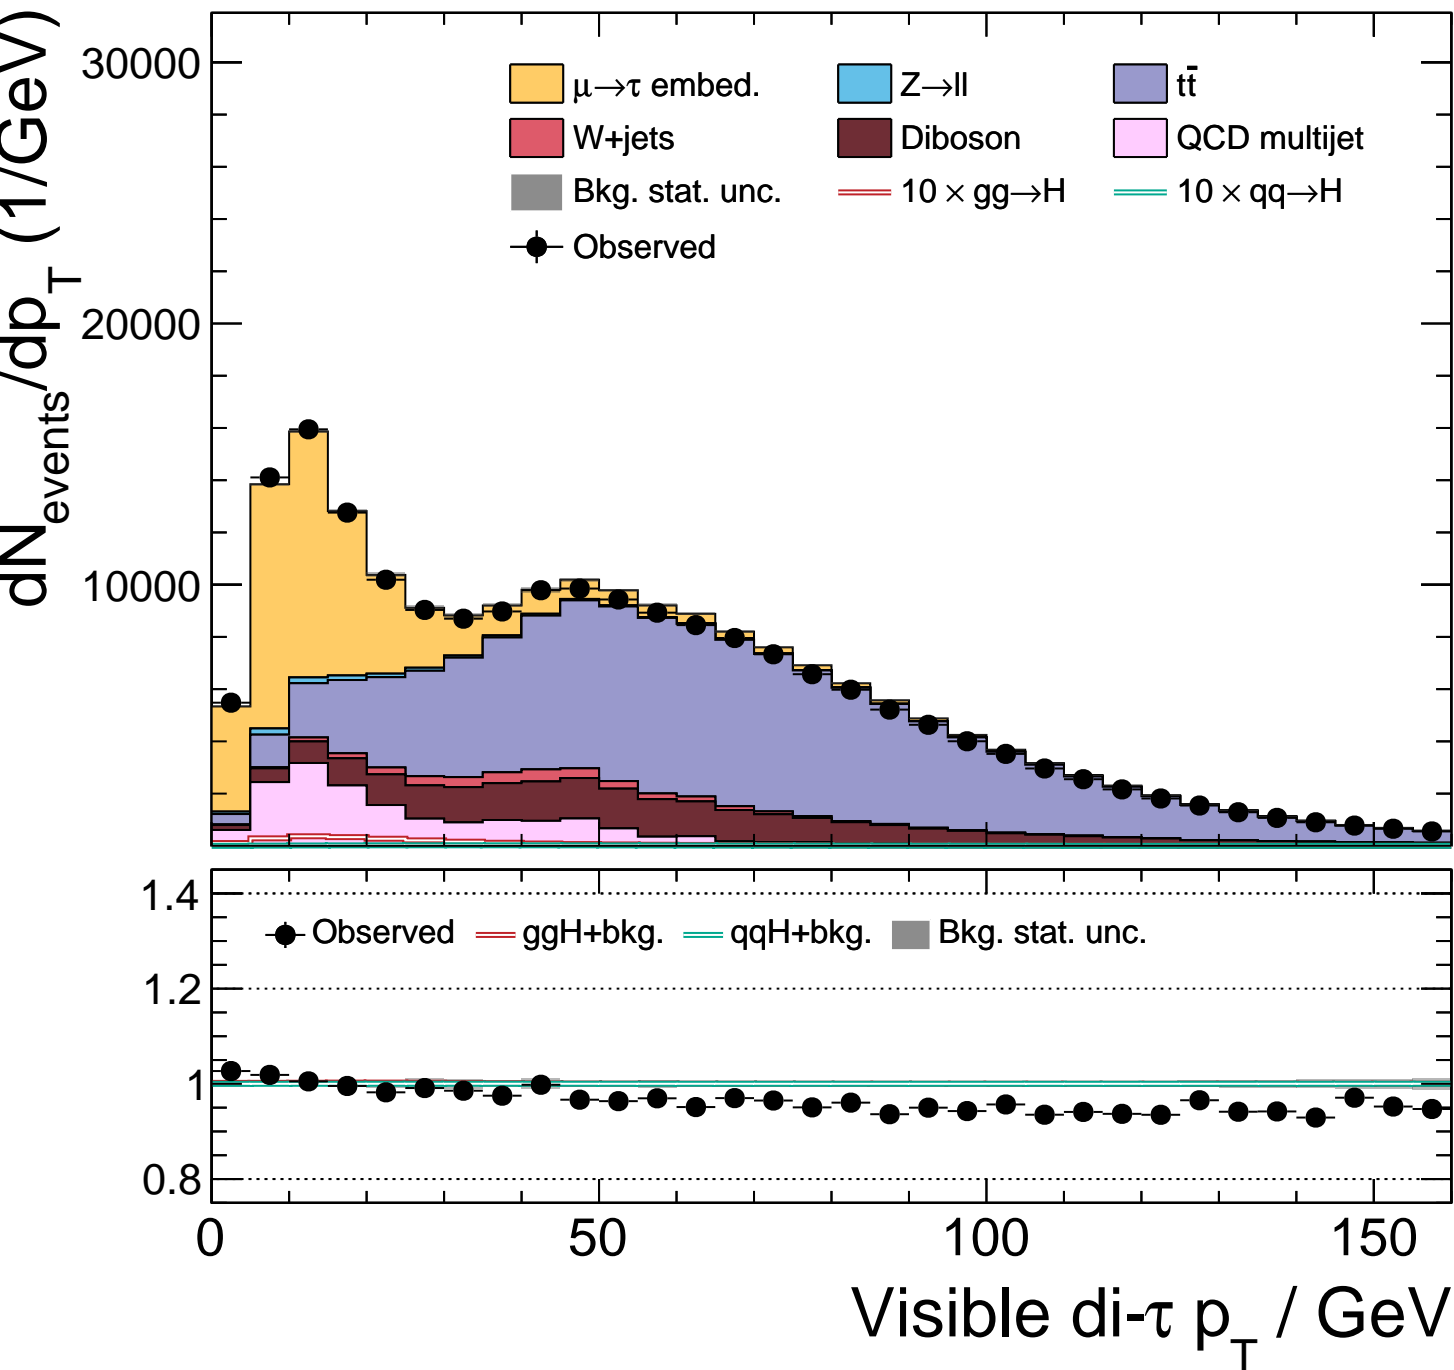 dN_events/dp_T (1/GeV)
30000
20000
10000
μ→τ embed. Z→ll tt̄
W+jets Diboson QCD multijet
Bkg. stat. unc. 10 × gg→H 10 × qq→H
Observed
1.4
1.2
1
0.8
Observed ggH+bkg. qqH+bkg. Bkg. stat. unc.
0 50 100 150
Visible di-τ p_T / GeV